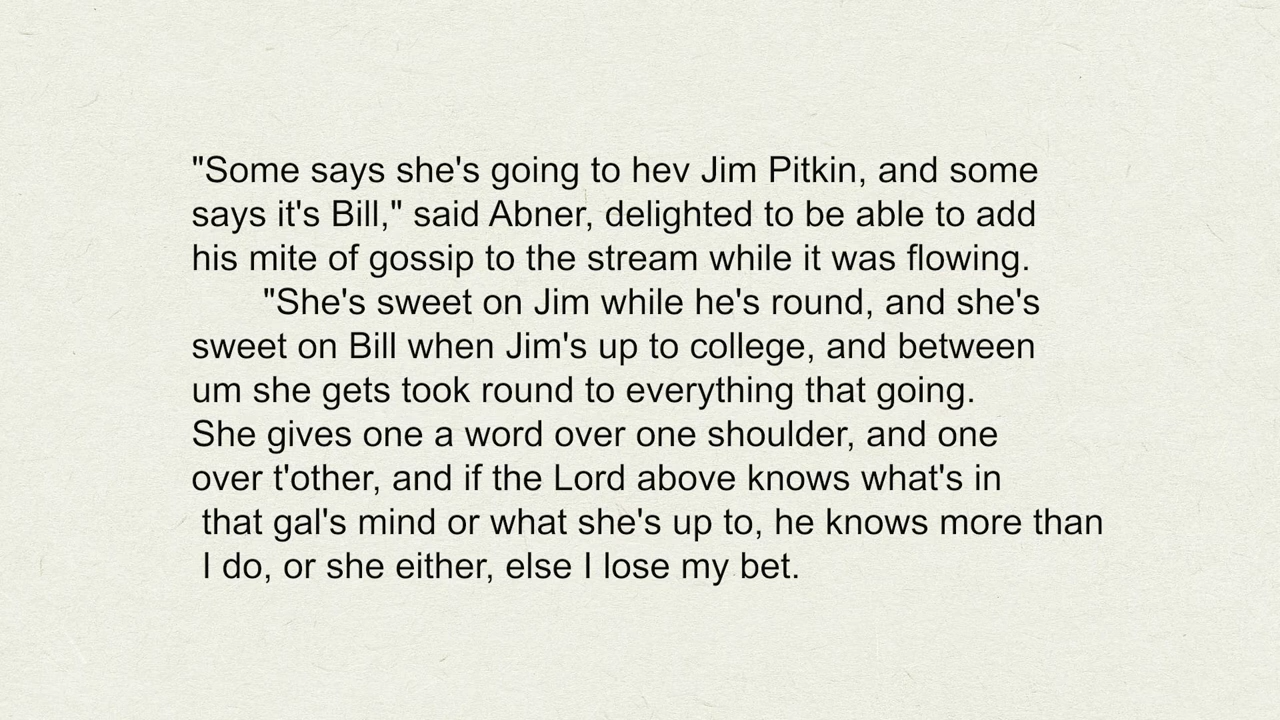 "Some says she's going to hev Jim Pitkin, and some
says it's Bill," said Abner, delighted to be able to add
his mite of gossip to the stream while it was flowing.
"She's sweet on Jim while he's round, and she's
sweet on Bill when Jim's up to college, and between
um she gets took round to everything that going.
She gives one a word over one shoulder, and one
over t'other, and if the Lord above knows what's in
that gal's mind or what she's up to, he knows more than
I do, or she either, else I lose my bet.